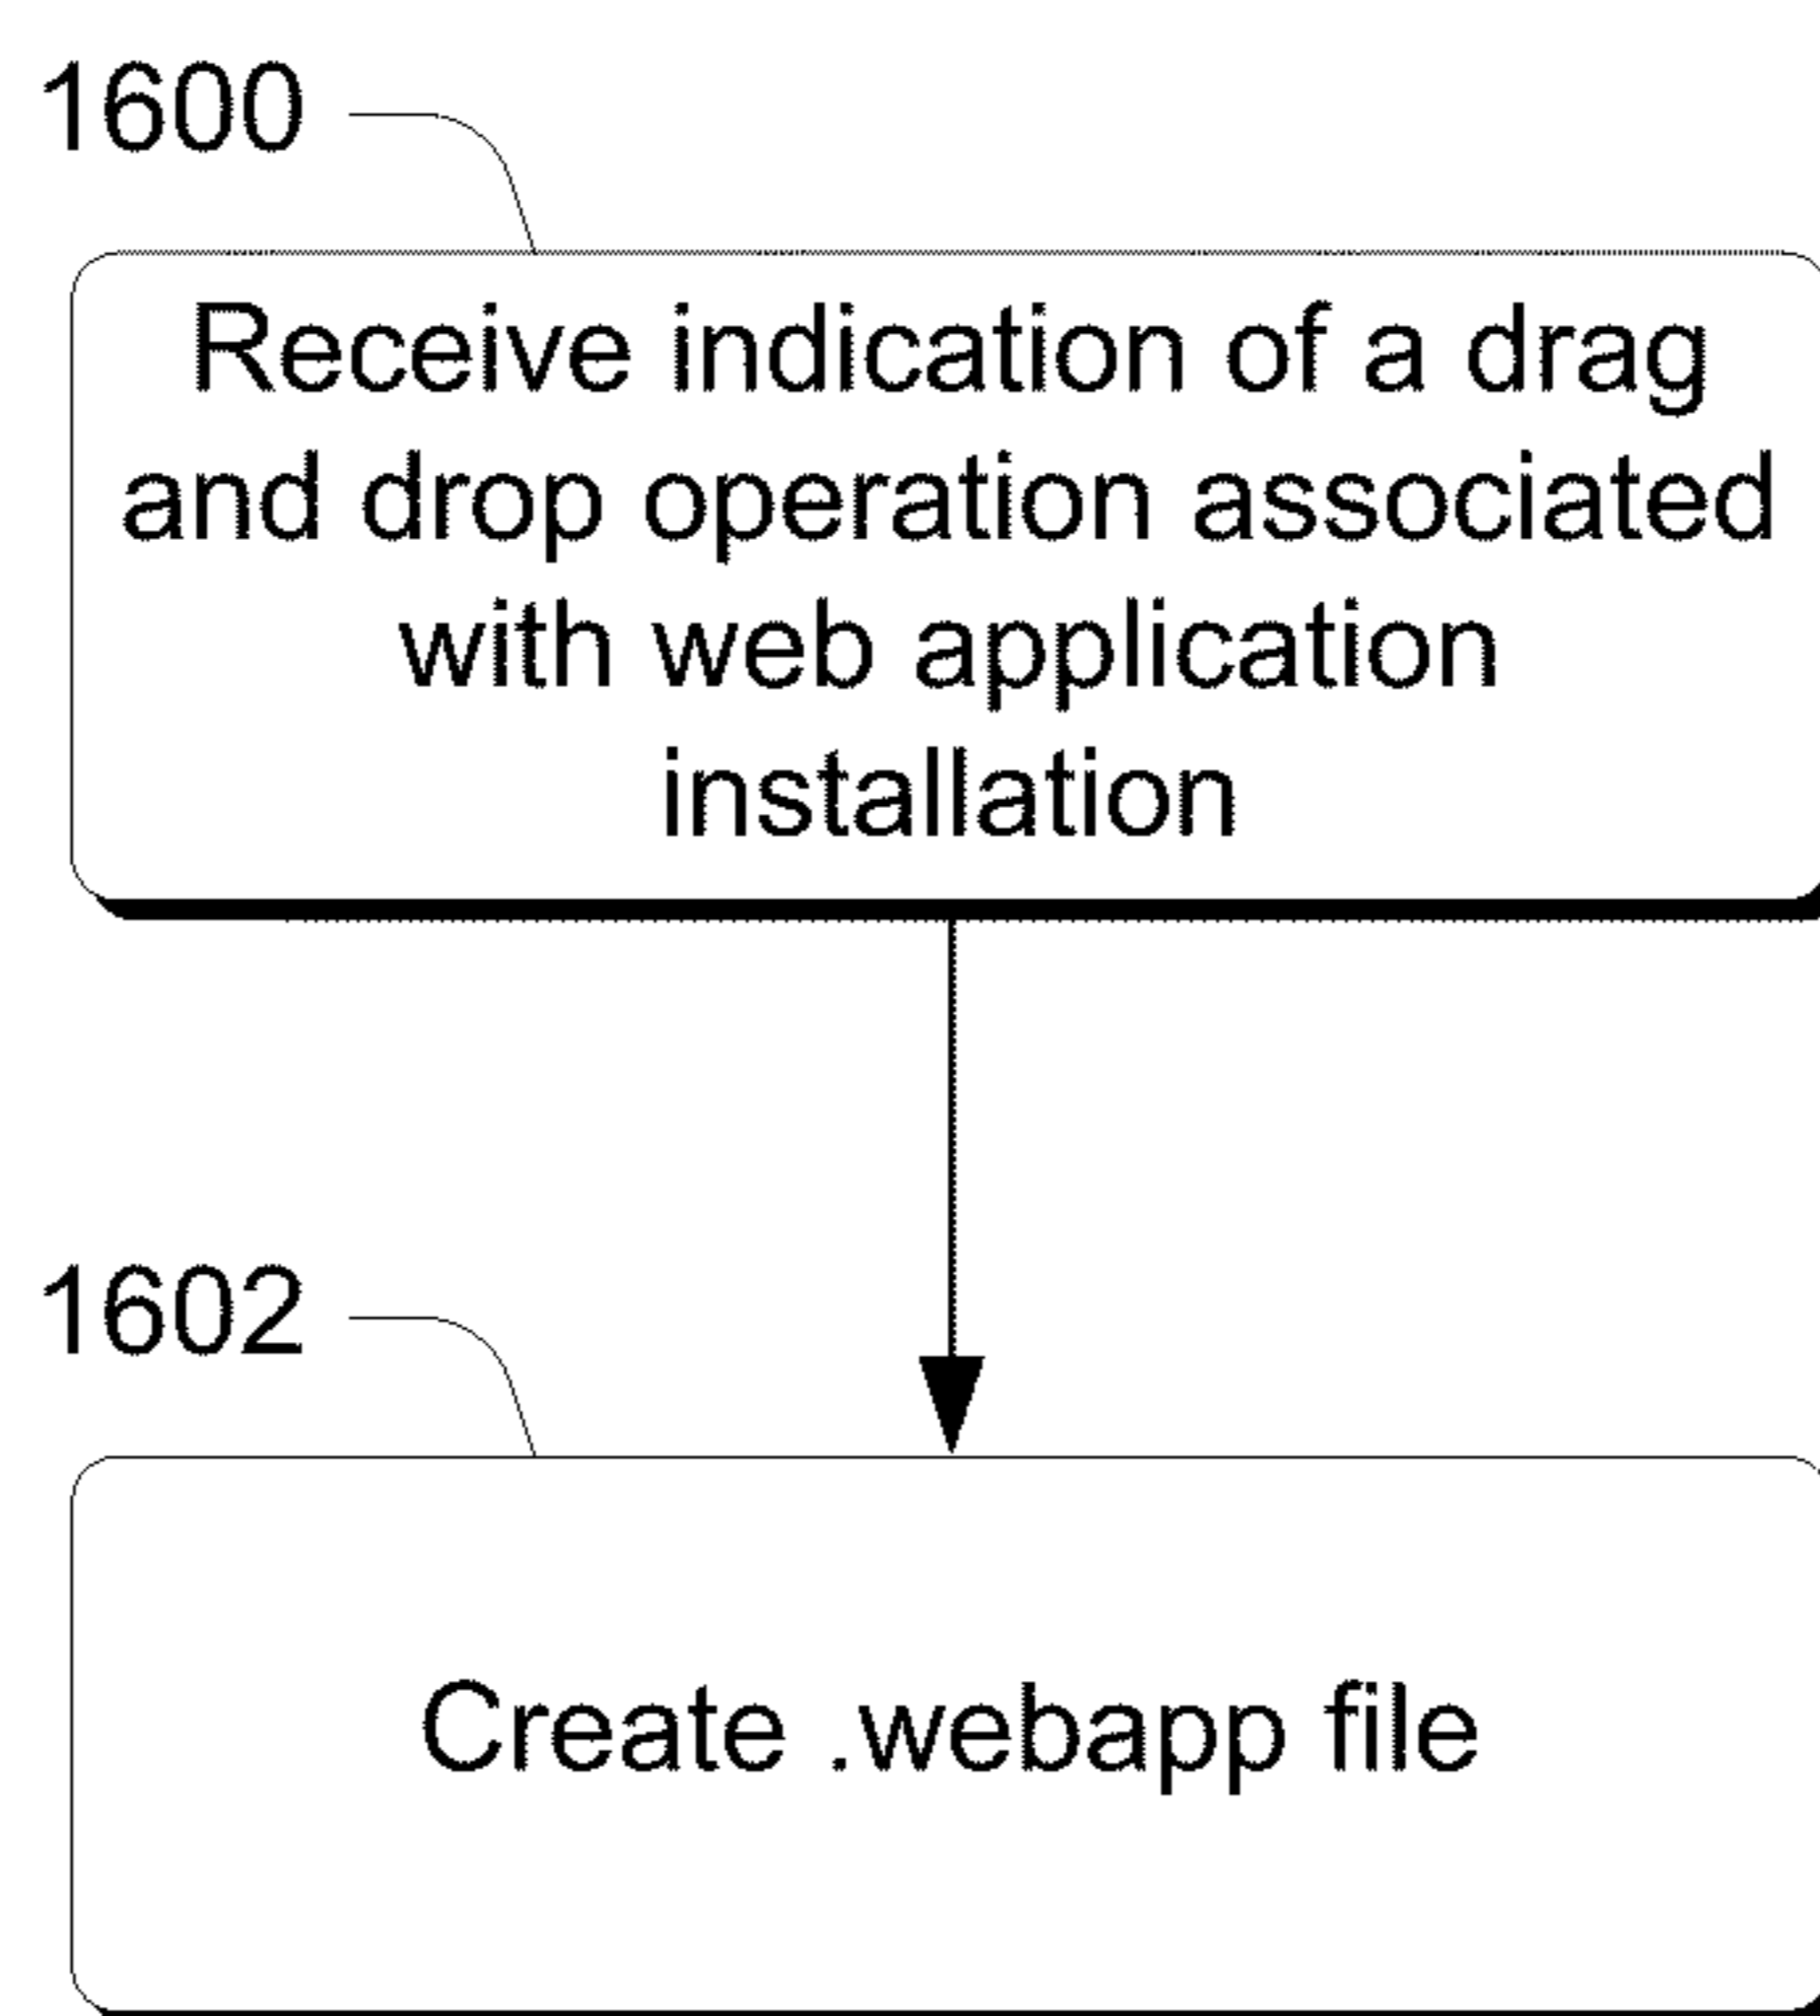 1600
Receive indication of a drag
and drop operation associated
with web application
installation
1602
Create .webapp file